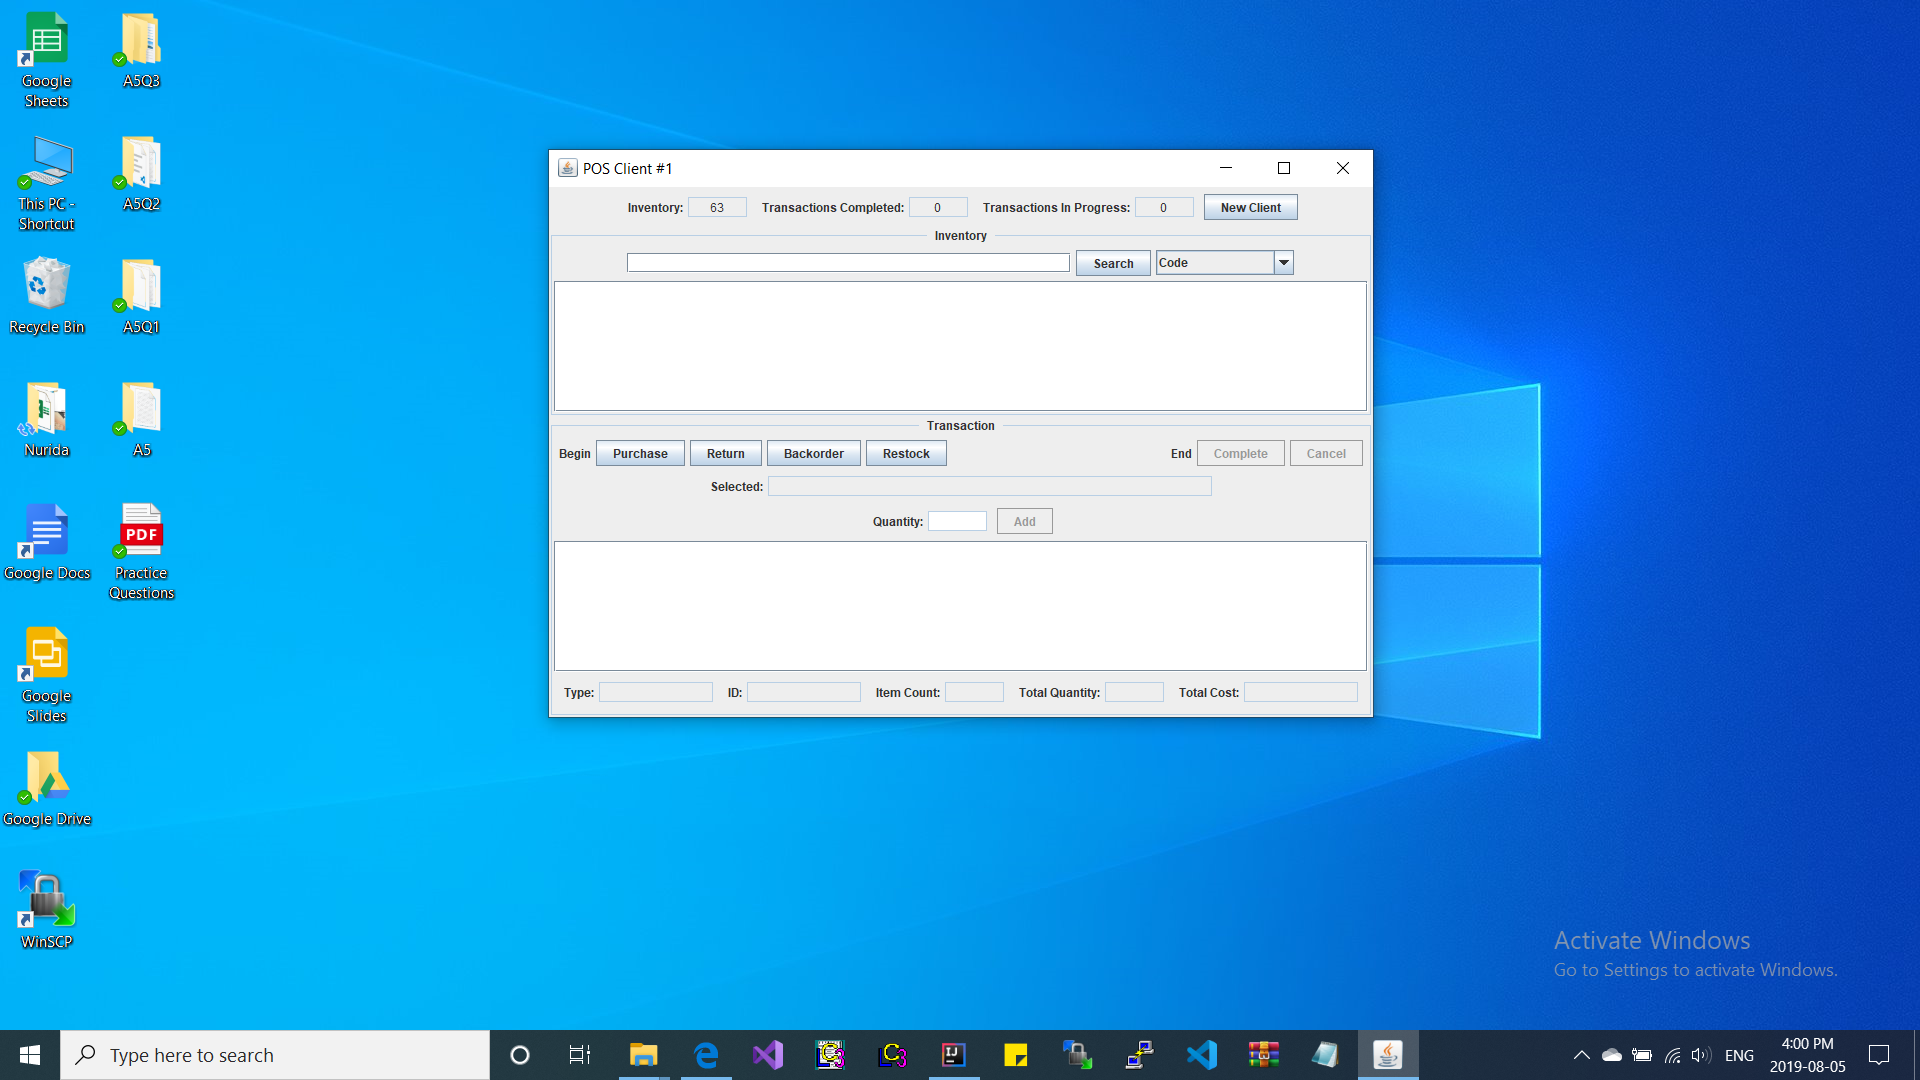 Google
Sheets
A5Q3
This PC -
Shortcut
A5Q2
Recycle Bin
A5Q1
Nurida
A5
Google Docs
PDF
Practice
Questions
Google
Slides
Google Drive
WinSCP
POS Client #1
Inventory: 63 Transactions Completed: 0 Transactions In Progress: 0 New Client
Inventory
Search Code
Transaction
Begin Purchase Return Backorder Restock End Complete Cancel
Selected:
Quantity: Add
Type: ID: Item Count: Total Quantity: Total Cost:
Activate Windows
Go to Settings to activate Windows.
Type here to search
C3
C3
IJ
ENG
4:00 PM
2019-08-05